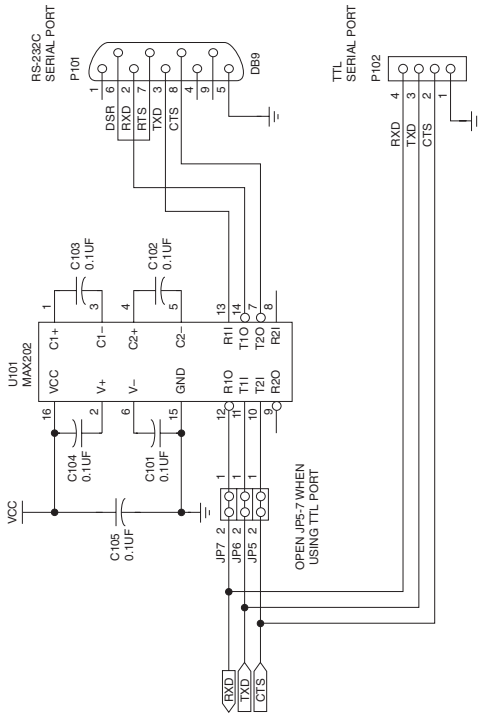 RS-232C
SERIAL PORT
P101
1
6
DSR
2
RXD
7
RTS
3
TXD
8
CTS
4
9
5
DB9
TTL
SERIAL PORT
P102
4
RXD
3
TXD
2
CTS
1
C103
0.1UF
C102
0.1UF
1
3
4
5
13
14
7
8
U101
MAX202
C1+
C1-
C2+
C2-
R1I
T1O
T2O
R2I
VCC
V+
V-
GND
R1O
T1I
T2I
R2O
16
2
6
15
12
11
10
9
C104
0.1UF
C101
0.1UF
VCC
C105
0.1UF
JP7 2 1
JP6 2 1
JP5 2 1
OPEN JP5-7 WHEN
USING TTL PORT
RXD
TXD
CTS